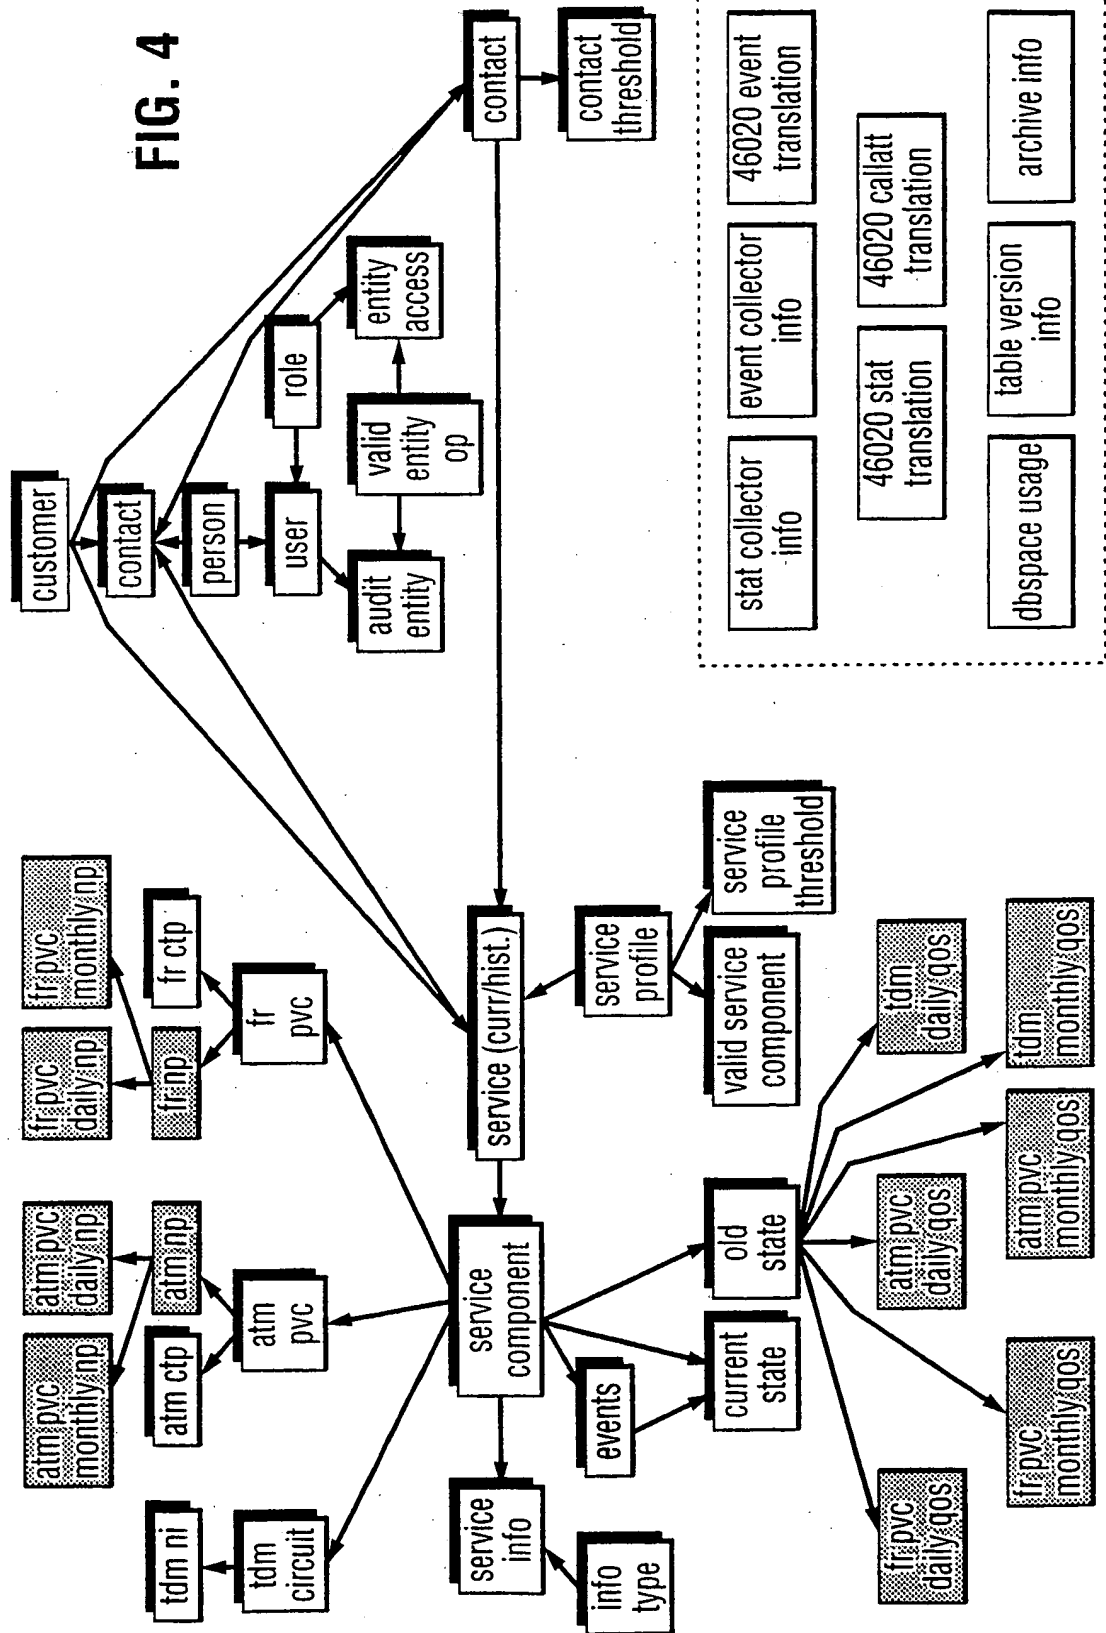 FIG. 4
customer
contact
person
user
role
audit
entity
valid
entity
op
entity
access
contact
contact
threshold
tdm ni
tdm
circuit
atm pvc
monthly np
atm pvc
daily np
atm ctp
atm np
atm
pvc
fr pvc
daily np
fr pvc
monthly np
fr np
fr ctp
fr
pvc
service
info
info
type
service
component
service (curr/hist.)
events
current
state
old
state
service
profile
valid service
component
service
profile
threshold
fr pvc
daily qos
fr pvc
monthly qos
atm pvc
daily qos
atm pvc
monthly qos
tdm
daily qos
tdm
monthly qos
stat collector
info
event collector
info
46020 event
translation
46020 stat
translation
46020 callatt
translation
dbspace usage
table version
info
archive info